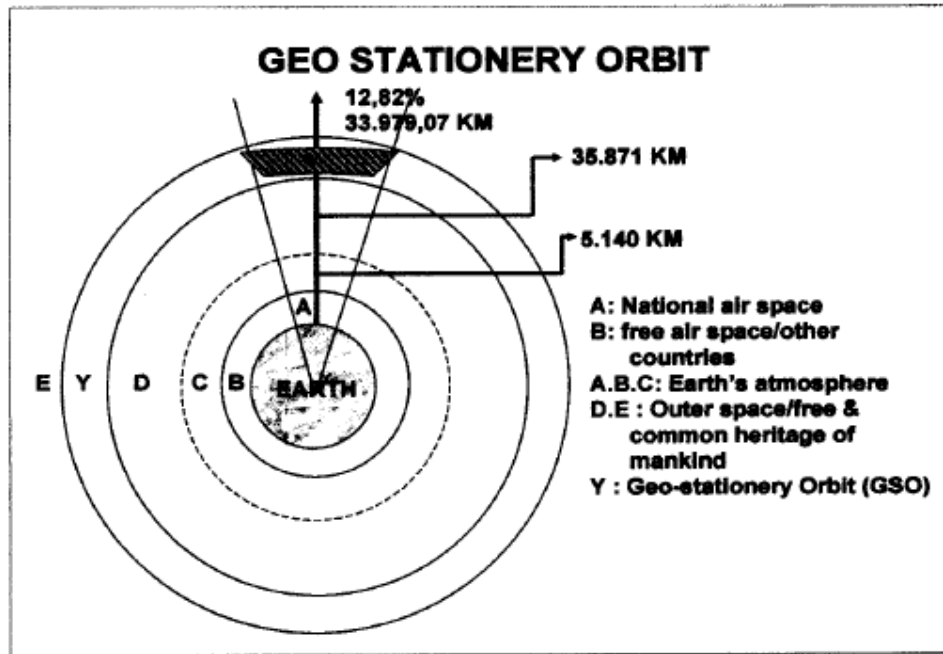 GEO STATIONERY ORBIT
12,82%
33.979,07 KM
35.871 KM
5.140 KM
A
E Y D C B EARTH
A: National air space
B: free air space/other
countries
A.B.C: Earth's atmosphere
D.E : Outer space/free &
common heritage of
mankind
Y : Geo-stationery Orbit (GSO)